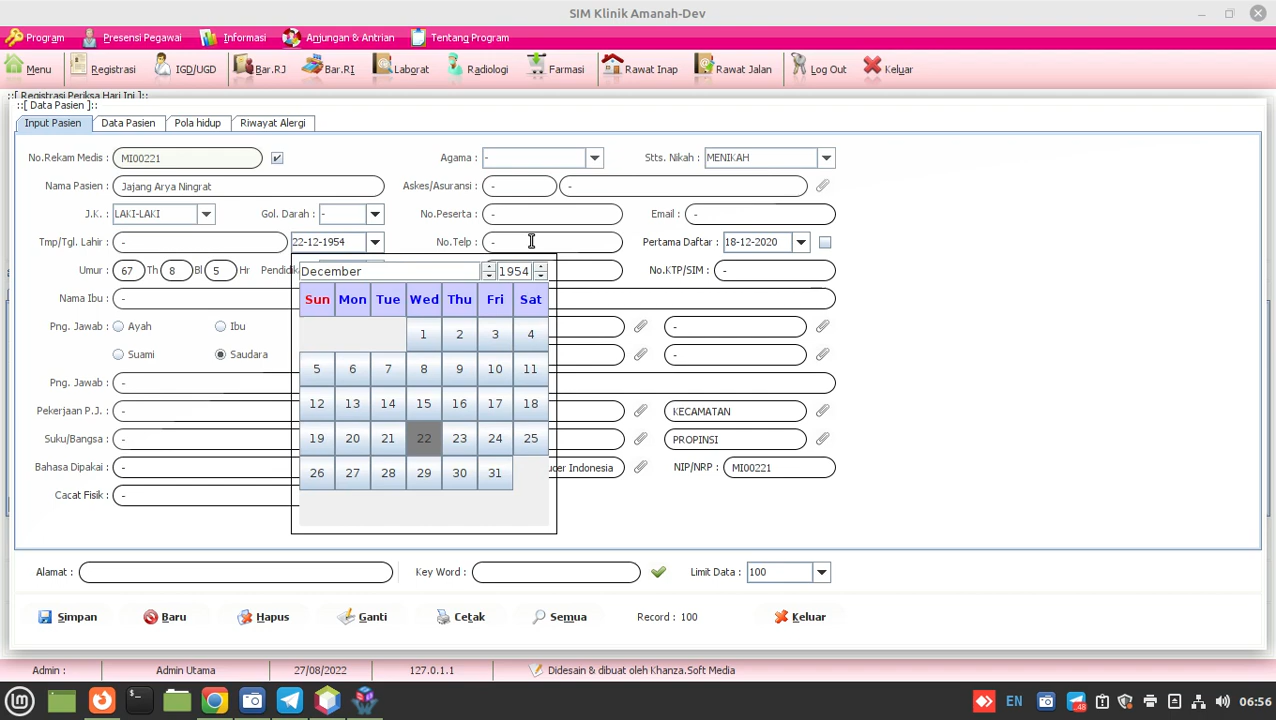 SIM Klinik Amanah-Dev
Program Presensi Pegawai Informasi Anjungan & Antrian Tentang Program
Menu Registrasi IGD/UGD Bar.RJ Bar.RI Laborat Radiologi Farmasi Rawat Inap Rawat Jalan Log Out Keluar
::[ Registrasi Periksa Hari Ini ]::
::[ Data Pasien ]::
Input Pasien Data Pasien Pola hidup Riwayat Alergi
No.Rekam Medis : MI00221 Agama : - Stts. Nikah : MENIKAH
Nama Pasien : Jajang Arya Ningrat Askes/Asuransi : - -
J.K. : LAKI-LAKI Gol. Darah : - No.Peserta : - Email : -
Tmp/Tgl. Lahir : - 22-12-1954 No.Telp : - Pertama Daftar : 18-12-2020
Umur : 67 Th 8 Bl 5 Hr No.KTP/SIM : -
December 1954
Sun Mon Tue Wed Thu Fri Sat
1 2 3 4
5 6 7 8 9 10 11
12 13 14 15 16 17 18
19 20 21 22 23 24 25
26 27 28 29 30 31
Nama Ibu : -
Png. Jawab : Ayah Ibu -
Suami Saudara -
Png. Jawab : -
Pekerjaan P.J. : - KECAMATAN
Suku/Bangsa : - PROPINSI
Bahasa Dipakai : - Indonesia NIP/NRP : MI00221
Cacat Fisik : -
Alamat : Key Word : Limit Data : 100
Simpan Baru Hapus Ganti Cetak Semua Record : 100 Keluar
Admin : Admin Utama 27/08/2022 127.0.1.1 Didesain & dibuat oleh Khanza.Soft Media
EN 48 06:56